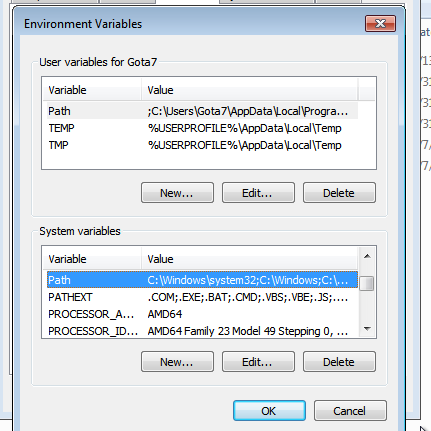 Environment Variables
User variables for Gota7
Variable Value
Path ;C:\Users\Gota7\AppData\Local\Progra...
TEMP %USERPROFILE%\AppData\Local\Temp
TMP %USERPROFILE%\AppData\Local\Temp
New... Edit... Delete
System variables
Variable Value
Path C:\Windows\system32;C:\Windows;C:\...
PATHEXT .COM;.EXE;.BAT;.CMD;.VBS;.VBE;.JS;....
PROCESSOR_A... AMD64
PROCESSOR_ID... AMD64 Family 23 Model 49 Stepping 0, ...
New... Edit... Delete
OK Cancel